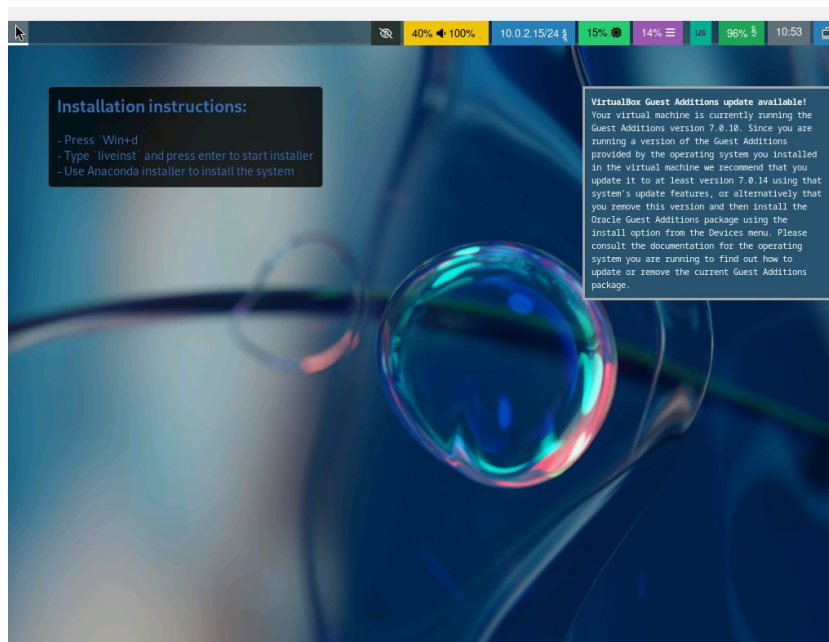 40% 100%
10.0.2.15/24
15%
14%
us
96%
10:53
Installation instructions:
- Press `Win+d`
- Type `liveinst` and press enter to start installer
- Use Anaconda installer to install the system
VirtualBox Guest Additions update available!
Your virtual machine is currently running the
Guest Additions version 7.0.10. Since you are
running a version of the Guest Additions
provided by the operating system you installed
in the virtual machine we recommend that you
update it to at least version 7.0.14 using that
system's update features, or alternatively that
you remove this version and then install the
Oracle Guest Additions package using the
install option from the Devices menu. Please
consult the documentation for the operating
system you are running to find out how to
update or remove the current Guest Additions
package.